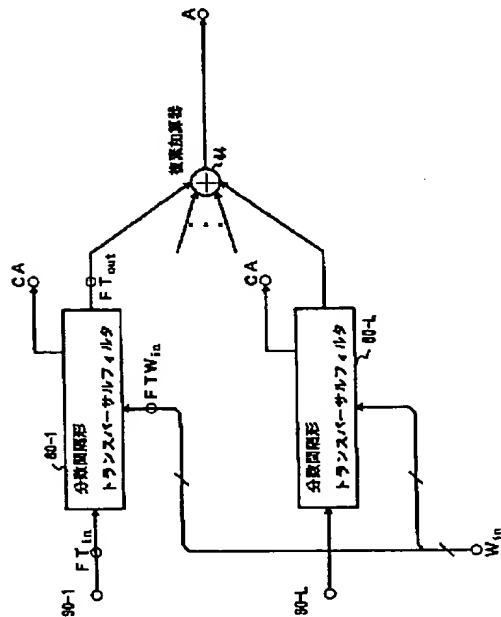 90-1
FTin
60-1
分数間隔形
トランスバーサルフィルタ
CA
FTout
FTWin
複素加算器
44
A
90-L
分数間隔形
トランスバーサルフィルタ
60-L
CA
Win